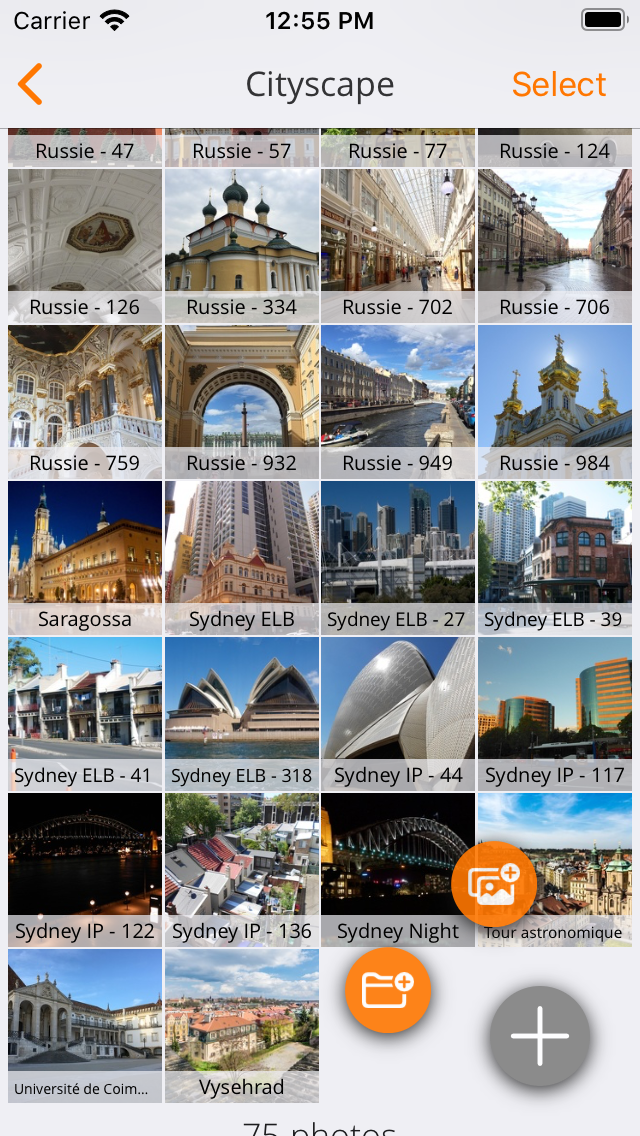 Carrier 12:55 PM
Cityscape Select
Russie - 47 Russie - 57 Russie - 77 Russie - 124
Russie - 126 Russie - 334 Russie - 702 Russie - 706
Russie - 759 Russie - 932 Russie - 949 Russie - 984
Saragossa Sydney ELB Sydney ELB - 27 Sydney ELB - 39
Sydney ELB - 41 Sydney ELB - 318 Sydney IP - 44 Sydney IP - 117
Sydney IP - 122 Sydney IP - 136 Sydney Night Tour astronomique
Université de Coim... Vysehrad
75 photos